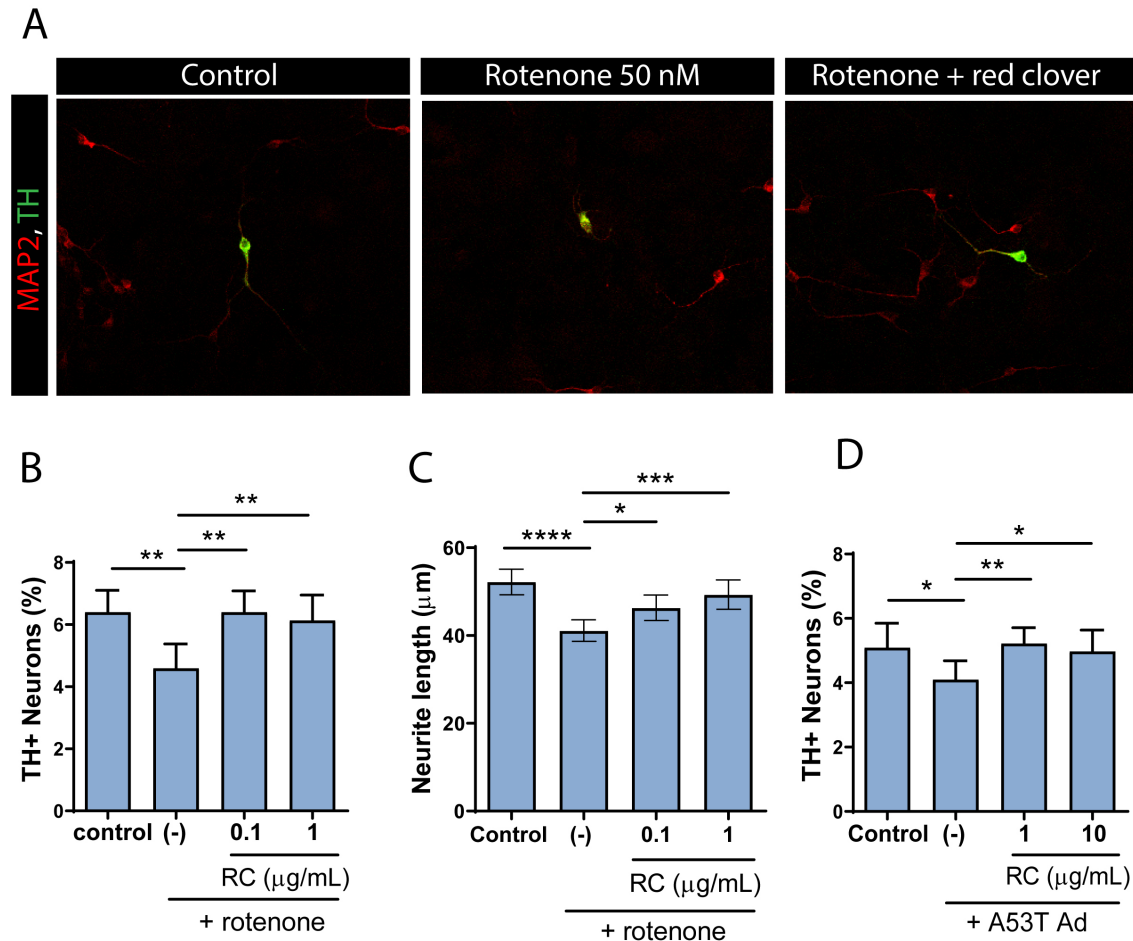 A
Control
Rotenone 50 nM
Rotenone + red clover
MAP2, TH
B
TH+ Neurons (%)
8
6
4
2
0
**
**
**
control
(-)
0.1
1
RC (μg/mL)
+ rotenone
C
Neurite length (μm)
60
40
20
0
****
*
***
Control
(-)
0.1
1
RC (μg/mL)
+ rotenone
D
TH+ Neurons (%)
8
6
4
2
0
*
**
*
Control
(-)
1
10
RC (μg/mL)
+ A53T Ad